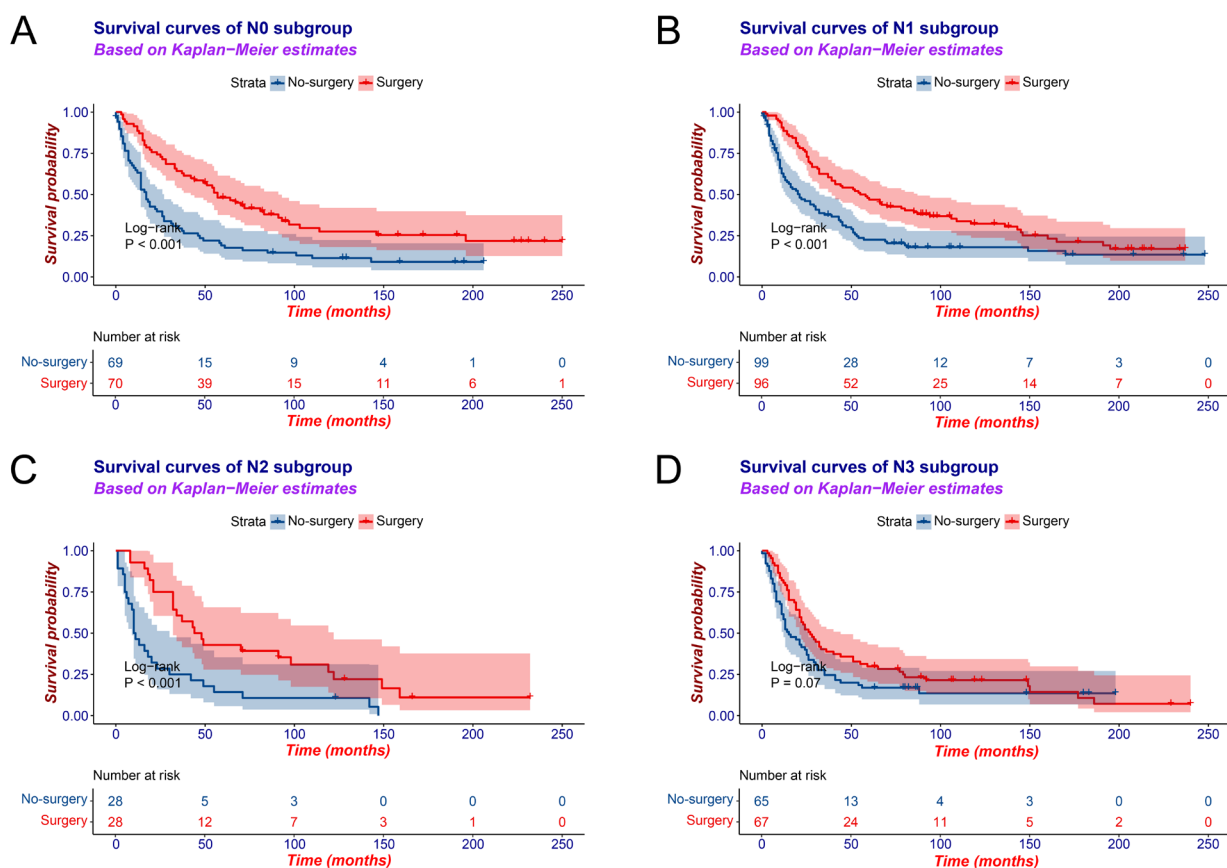 A
Survival curves of N0 subgroup
Based on Kaplan−Meier estimates
Strata No-surgery Surgery
Survival probability
1.00
0.75
0.50
0.25
0.00
Log−rank
P < 0.001
0 50 100 150 200 250
Time (months)
Number at risk
No-surgery 69 15 9 4 1 0
Surgery 70 39 15 11 6 1
0 50 100 150 200 250
Time (months)
B
Survival curves of N1 subgroup
Based on Kaplan−Meier estimates
Strata No-surgery Surgery
Survival probability
1.00
0.75
0.50
0.25
0.00
Log−rank
P < 0.001
0 50 100 150 200 250
Time (months)
Number at risk
No-surgery 99 28 12 7 3 0
Surgery 96 52 25 14 7 0
0 50 100 150 200 250
Time (months)
C
Survival curves of N2 subgroup
Based on Kaplan−Meier estimates
Strata No-surgery Surgery
Survival probability
1.00
0.75
0.50
0.25
0.00
Log−rank
P < 0.001
0 50 100 150 200 250
Time (months)
Number at risk
No-surgery 28 5 3 0 0 0
Surgery 28 12 7 3 1 0
0 50 100 150 200 250
Time (months)
D
Survival curves of N3 subgroup
Based on Kaplan−Meier estimates
Strata No-surgery Surgery
Survival probability
1.00
0.75
0.50
0.25
0.00
Log−rank
P = 0.07
0 50 100 150 200 250
Time (months)
Number at risk
No-surgery 65 13 4 3 0 0
Surgery 67 24 11 5 2 0
0 50 100 150 200 250
Time (months)